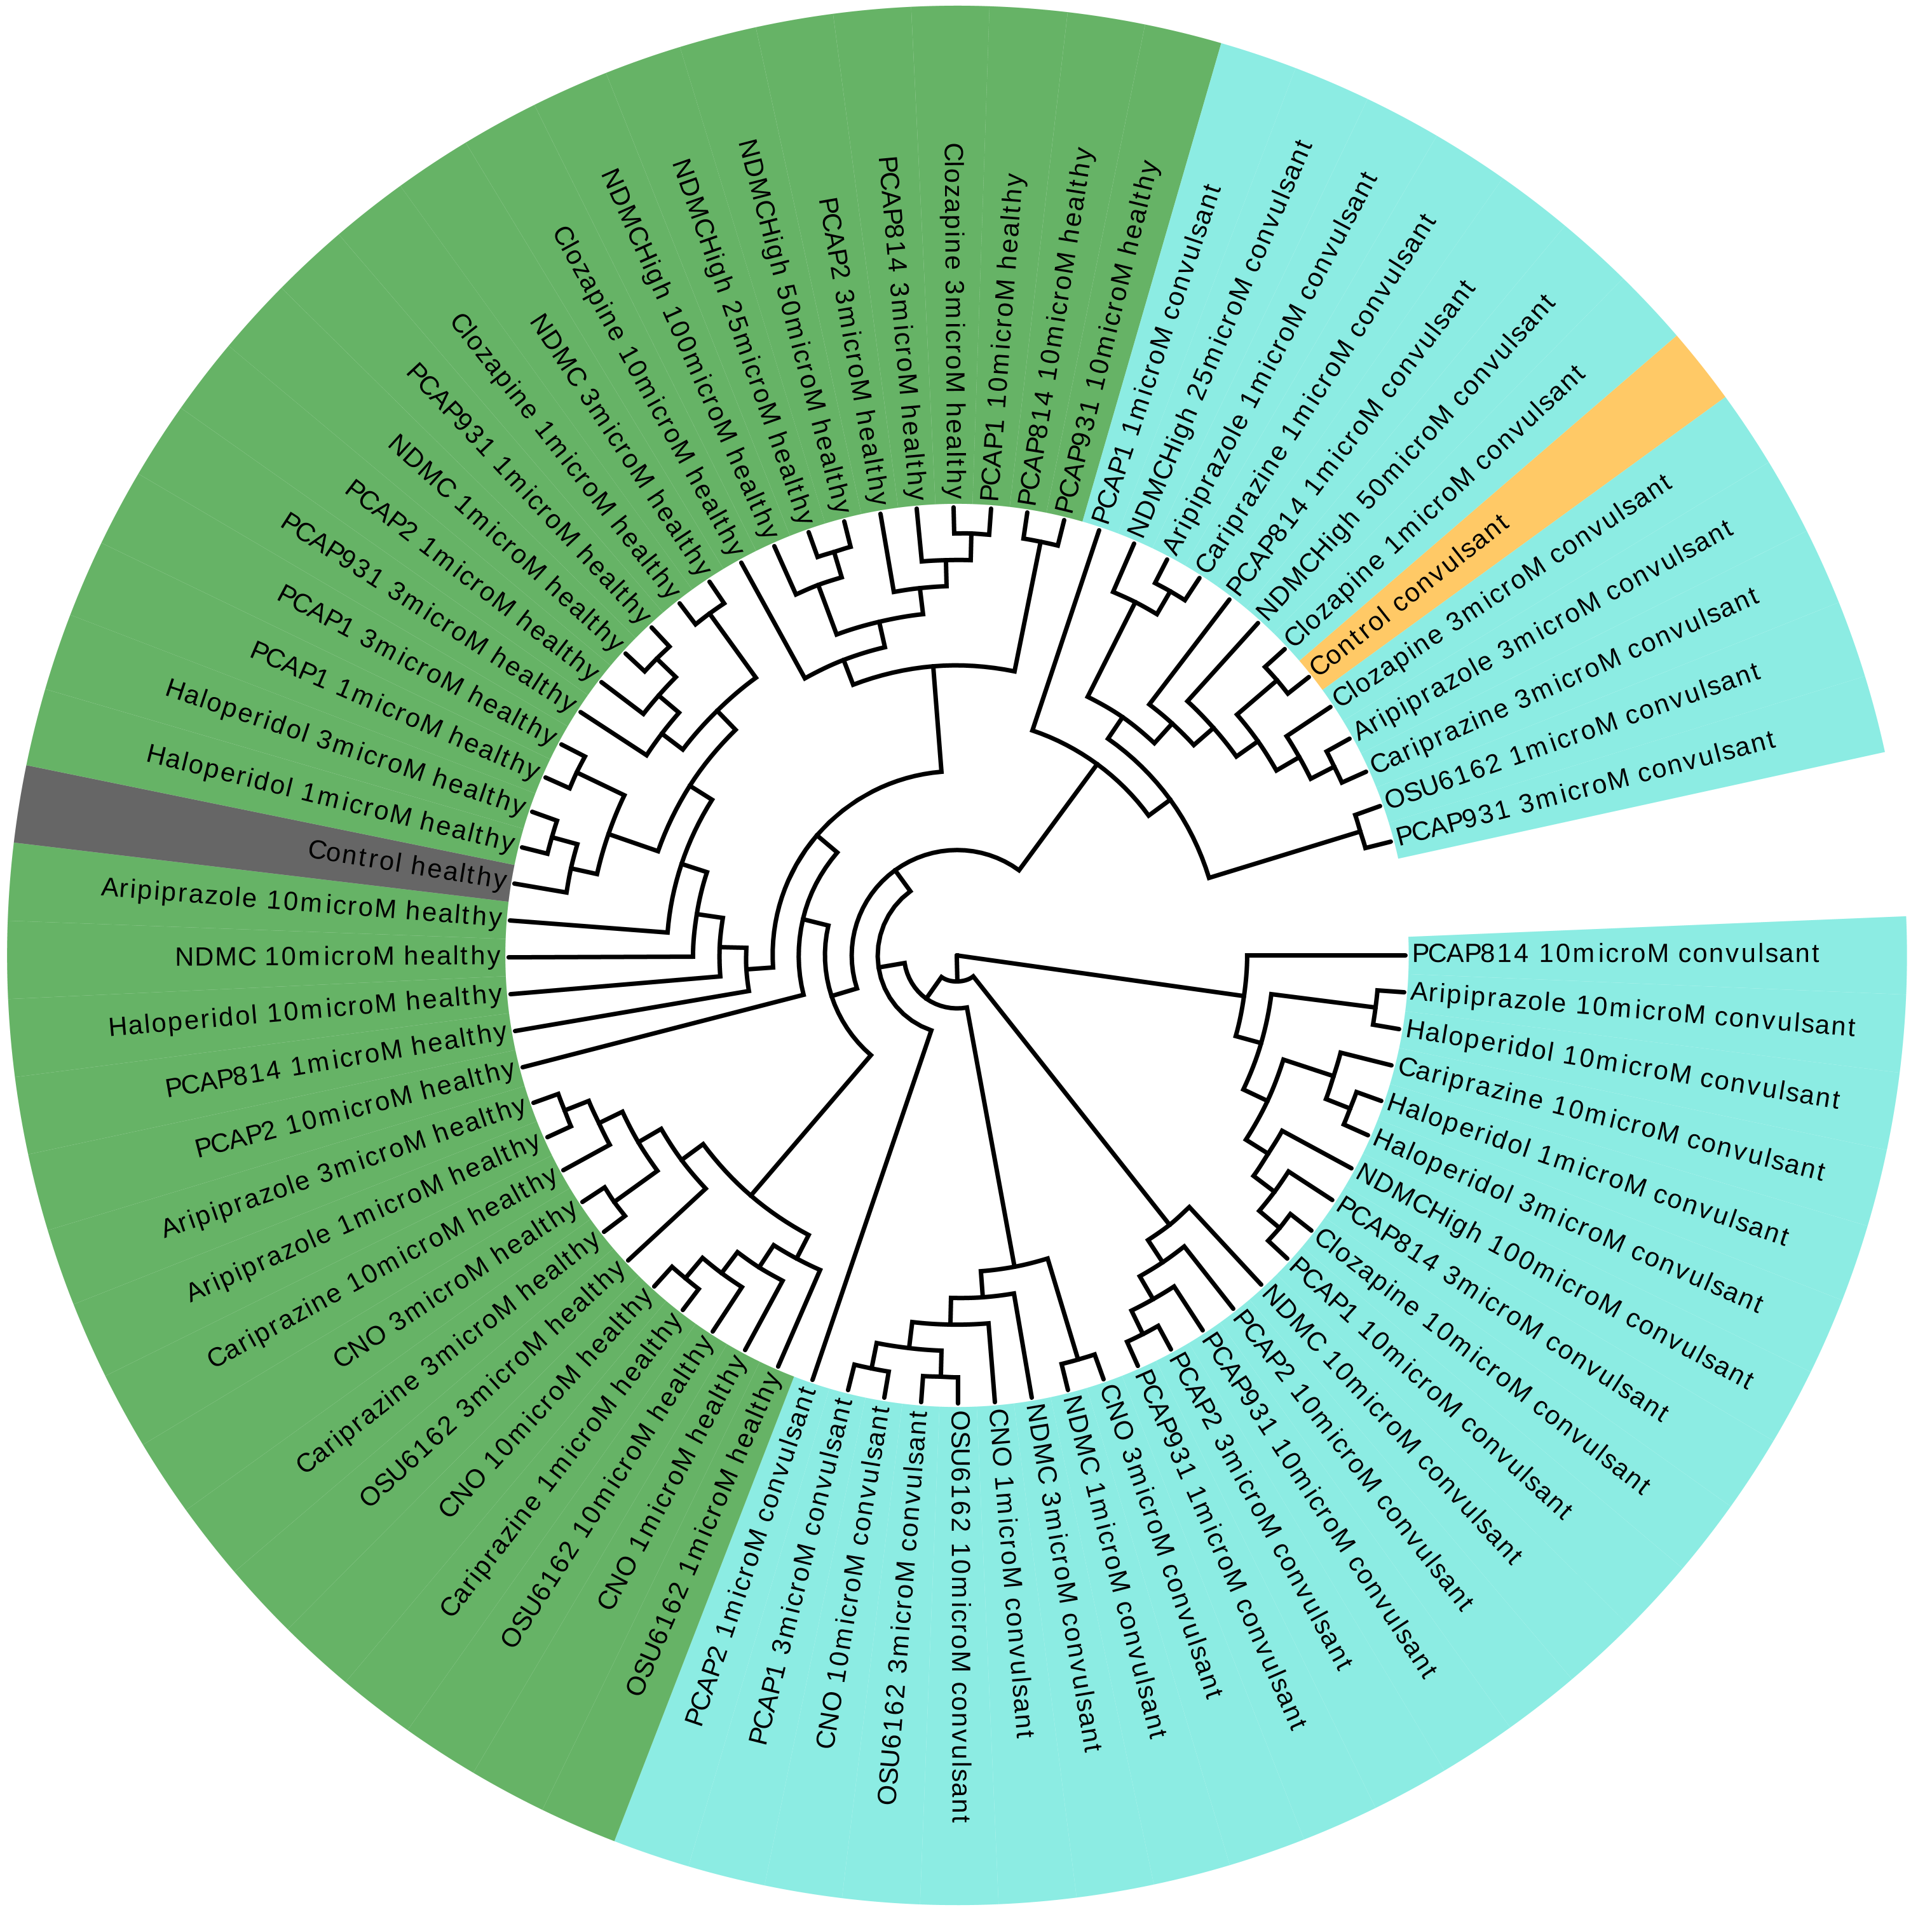 PCAP1 1microM convulsant
NDMCHigh 25microM convulsant
Aripiprazole 1microM convulsant
Cariprazine 1microM convulsant
PCAP814 1microM convulsant
NDMCHigh 50microM convulsant
Clozapine 1microM convulsant
Control convulsant
Clozapine 3microM convulsant
Aripiprazole 3microM convulsant
Cariprazine 3microM convulsant
OSU6162 1microM convulsant
PCAP931 3microM convulsant
PCAP814 10microM convulsant
Aripiprazole 10microM convulsant
Haloperidol 10microM convulsant
Cariprazine 10microM convulsant
Haloperidol 1microM convulsant
Haloperidol 3microM convulsant
NDMCHigh 100microM convulsant
PCAP814 3microM convulsant
Clozapine 10microM convulsant
PCAP1 10microM convulsant
NDMC 10microM convulsant
PCAP2 10microM convulsant
PCAP931 10microM convulsant
PCAP2 3microM convulsant
PCAP931 1microM convulsant
CNO 3microM convulsant
NDMC 1microM convulsant
NDMC 3microM convulsant
CNO 1microM convulsant
OSU6162 10microM convulsant
OSU6162 3microM convulsant
CNO 10microM convulsant
PCAP1 3microM convulsant
PCAP2 1microM convulsant
OSU6162 1microM healthy
CNO 1microM healthy
OSU6162 10microM healthy
Cariprazine 1microM healthy
CNO 10microM healthy
OSU6162 3microM healthy
Cariprazine 3microM healthy
CNO 3microM healthy
Cariprazine 10microM healthy
Aripiprazole 1microM healthy
Aripiprazole 3microM healthy
PCAP2 10microM healthy
PCAP814 1microM healthy
Haloperidol 10microM healthy
NDMC 10microM healthy
Aripiprazole 10microM healthy
Control healthy
Haloperidol 1microM healthy
Haloperidol 3microM healthy
PCAP1 1microM healthy
PCAP1 3microM healthy
PCAP931 3microM healthy
PCAP2 1microM healthy
NDMC 1microM healthy
PCAP931 1microM healthy
Clozapine 1microM healthy
NDMC 3microM healthy
Clozapine 10microM healthy
NDMCHigh 100microM healthy
NDMCHigh 25microM healthy
NDMCHigh 50microM healthy
PCAP2 3microM healthy
PCAP814 3microM healthy
Clozapine 3microM healthy
PCAP1 10microM healthy
PCAP814 10microM healthy
PCAP931 10microM healthy